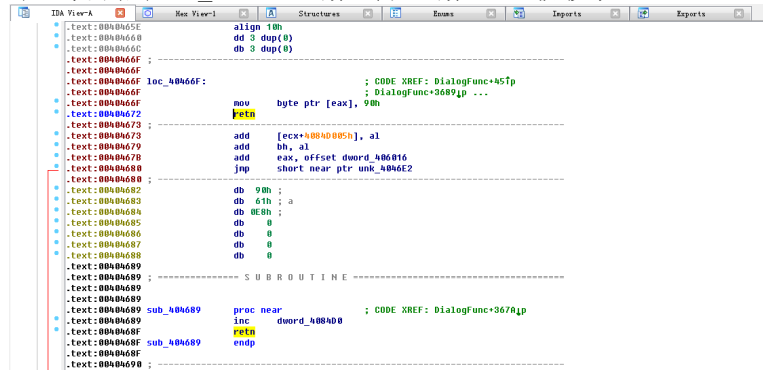 IDA View-A Hex View-1 Structures Enums Imports Exports
.text:0040465E align 10h
.text:00404660 dd 3 dup(0)
.text:0040466C db 3 dup(0)
.text:0040466F ; ---------------------------------------------------------------------------
.text:0040466F
.text:0040466F loc_40466F: ; CODE XREF: DialogFunc+45↑p
.text:0040466F ; DialogFunc+3689↓p ...
.text:0040466F mov byte ptr [eax], 90h
.text:00404672 retn
.text:00404673 ; ---------------------------------------------------------------------------
.text:00404673 add [ecx+4084D005h], al
.text:00404679 add bh, al
.text:0040467B add eax, offset dword_406016
.text:00404680 jmp short near ptr unk_4046E2
.text:00404680 ; ---------------------------------------------------------------------------
.text:00404682 db 90h ;
.text:00404683 db 61h ; a
.text:00404684 db 0E8h ;
.text:00404685 db 0
.text:00404686 db 0
.text:00404687 db 0
.text:00404688 db 0
.text:00404689
.text:00404689 ; =============== S U B R O U T I N E =======================================
.text:00404689
.text:00404689
.text:00404689 sub_404689 proc near ; CODE XREF: DialogFunc+367A↓p
.text:00404689 inc dword_4084D0
.text:0040468F retn
.text:0040468F sub_404689 endp
.text:0040468F
.text:00404690 ; ---------------------------------------------------------------------------